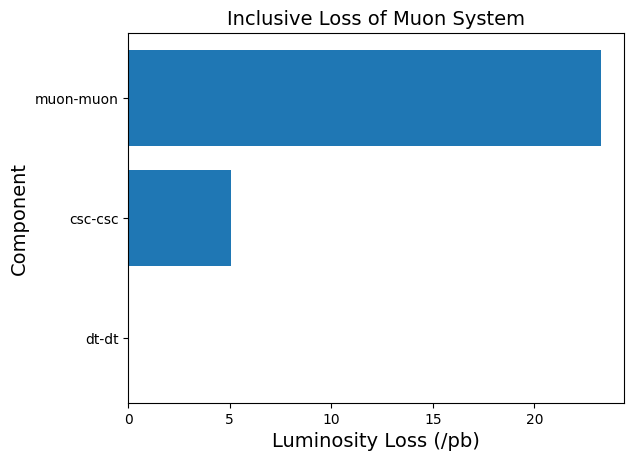 Inclusive Loss of Muon System
Component
muon-muon
csc-csc
dt-dt
0 5 10 15 20
Luminosity Loss (/pb)